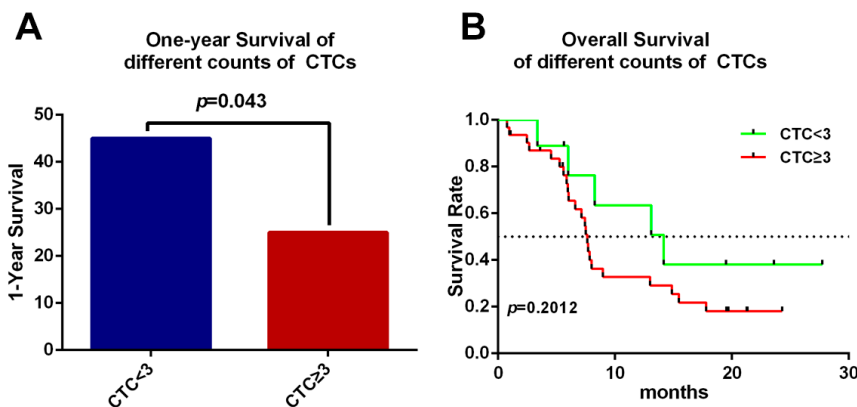 A
One-year Survival of
different counts of CTCs
p=0.043
1-Year Survival
50
40
30
20
10
0
CTC<3
CTC≥3
B
Overall Survival
of different counts of CTCs
Survival Rate
1.0
0.8
0.6
0.4
0.2
0.0
CTC<3
CTC≥3
p=0.2012
0
10
20
30
months